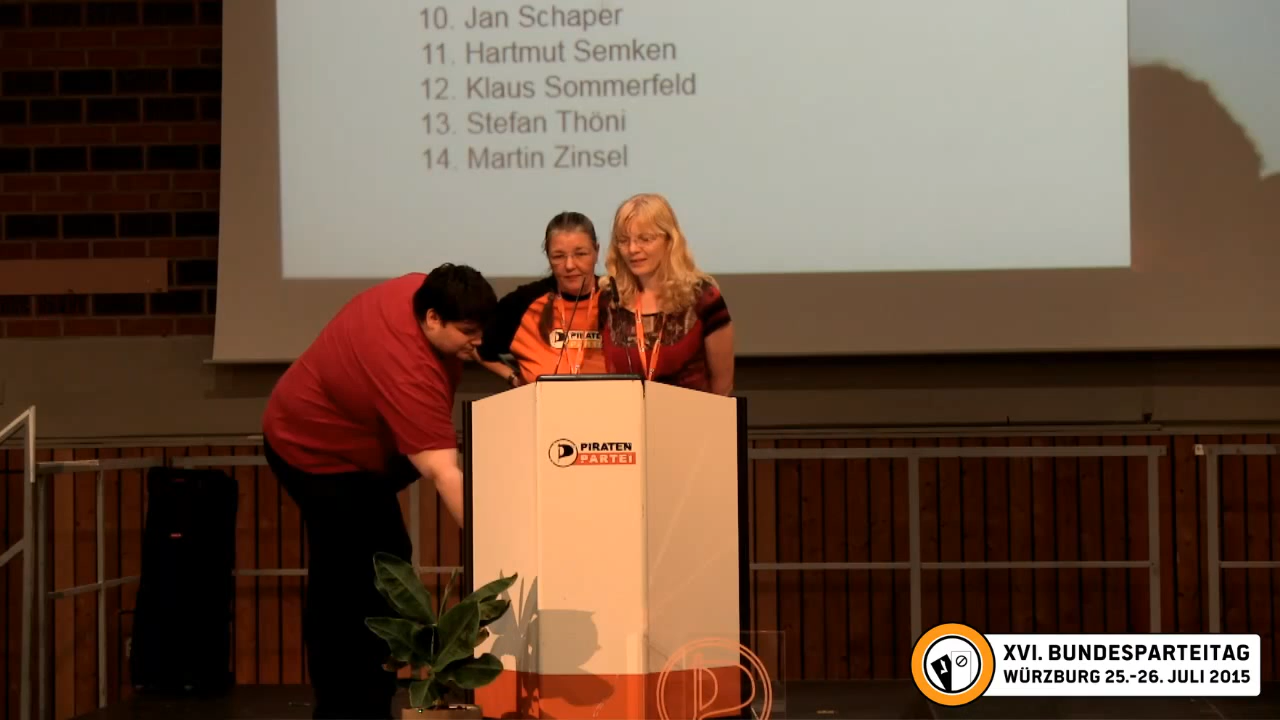 10. Jan Schaper
11. Hartmut Semken
12. Klaus Sommerfeld
13. Stefan Thöni
14. Martin Zinsel
PIRATEN
PIRATEN
PARTEI
XVI. BUNDESPARTEITAG
WÜRZBURG 25.-26. JULI 2015